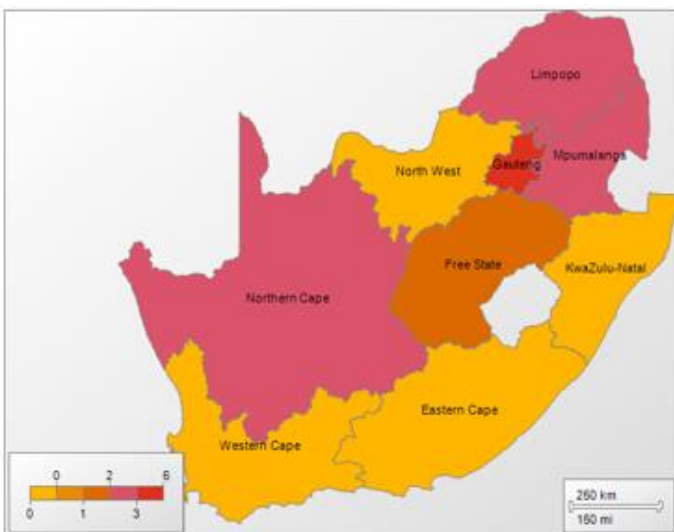 Limpopo
North West
Gauteng
Mpumalanga
Free State
KwaZulu-Natal
Northern Cape
Eastern Cape
Western Cape
0 2 6
0 1 3
250 km
150 mi